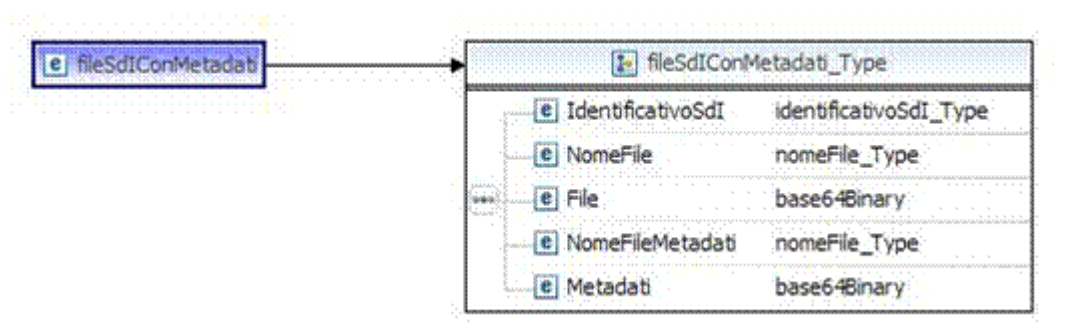 e fileSdIConMetadati
fileSdIConMetadati_Type
e IdentificativoSdI identificativoSdI_Type
e NomeFile nomeFile_Type
e File base64Binary
e NomeFileMetadati nomeFile_Type
e Metadati base64Binary